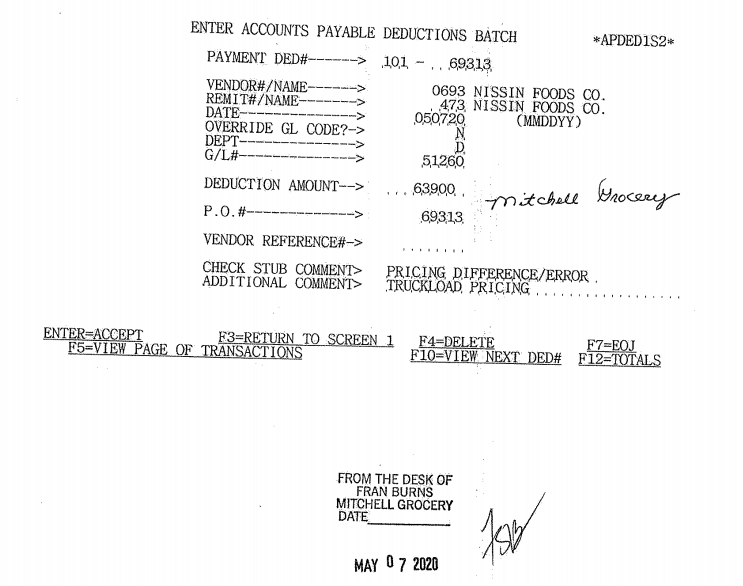 ENTER ACCOUNTS PAYABLE DEDUCTIONS BATCH *APDED1S2*
PAYMENT DED#------> 101 - 69313
VENDOR#/NAME------> 0693 NISSIN FOODS CO.
REMIT#/NAME-------> 473 NISSIN FOODS CO.
DATE--------------> 050720 (MMDDYY)
OVERRIDE GL CODE?-> N
DEPT--------------> D
G/L#--------------> 51260
DEDUCTION AMOUNT--> ...63900. Mitchell Grocery
P.O.#-------------> 69313
VENDOR REFERENCE#-> ........
CHECK STUB COMMENT> PRICING DIFFERENCE/ERROR.
ADDITIONAL COMMENT> TRUCKLOAD PRICING..................
ENTER=ACCEPT F3=RETURN TO SCREEN 1 F4=DELETE F7=EOJ
F5=VIEW PAGE OF TRANSACTIONS F10=VIEW NEXT DED# F12=TOTALS
FROM THE DESK OF
FRAN BURNS
MITCHELL GROCERY
DATE____________
MAY 07 2020